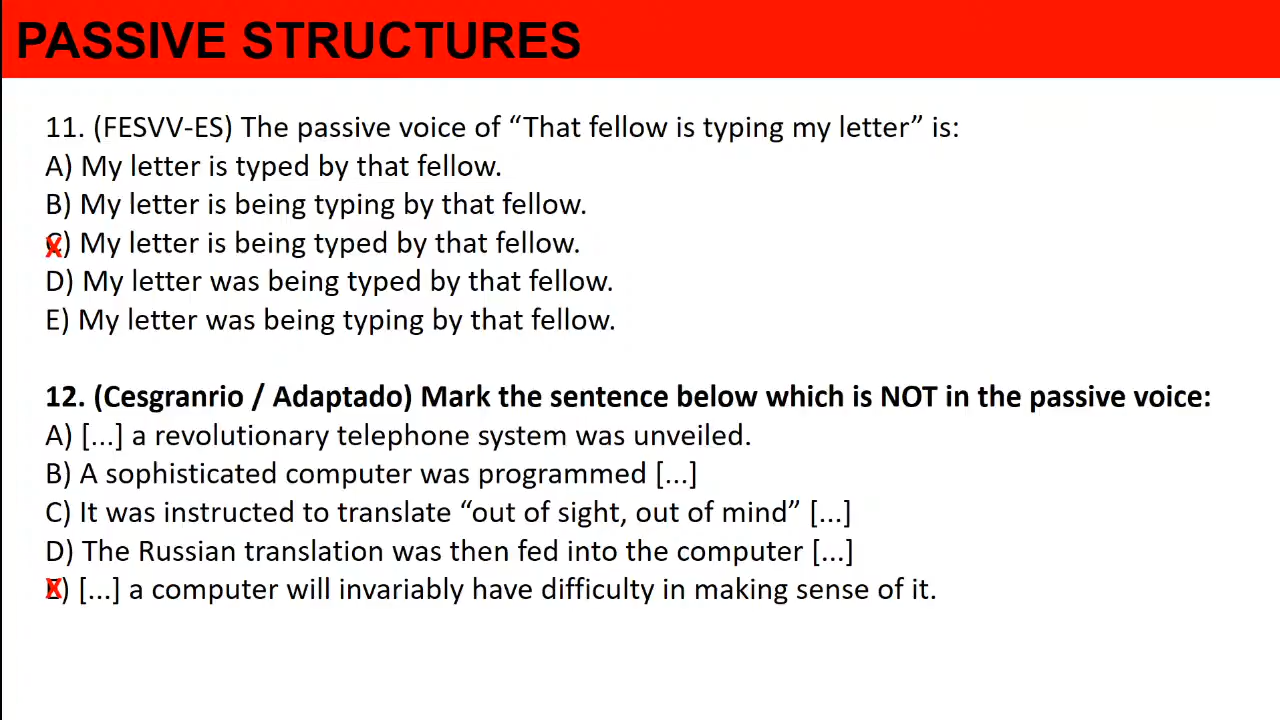 PASSIVE STRUCTURES
11. (FESVV-ES) The passive voice of “That fellow is typing my letter” is:
A) My letter is typed by that fellow.
B) My letter is being typing by that fellow.
C) My letter is being typed by that fellow.
D) My letter was being typed by that fellow.
E) My letter was being typing by that fellow.
12. (Cesgranrio / Adaptado) Mark the sentence below which is NOT in the passive voice:
A) [...] a revolutionary telephone system was unveiled.
B) A sophisticated computer was programmed [...]
C) It was instructed to translate “out of sight, out of mind” [...]
D) The Russian translation was then fed into the computer [...]
E) [...] a computer will invariably have difficulty in making sense of it.